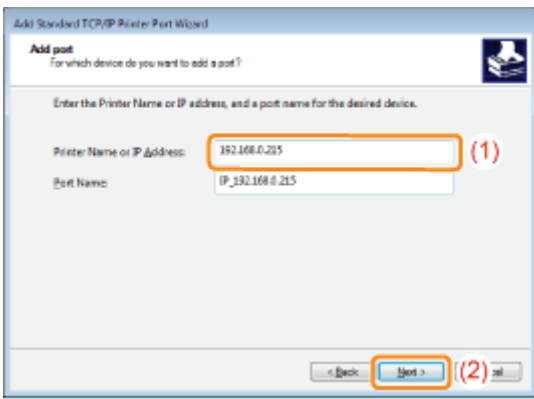 Add Standard TCP/IP Printer Port Wizard
Add port
For which device do you want to add a port?
Enter the Printer Name or IP address, and a port name for the desired device.
Printer Name or IP Address: 192.168.0.215 (1)
Port Name: IP_192.168.0.215
< Back Next > (2)